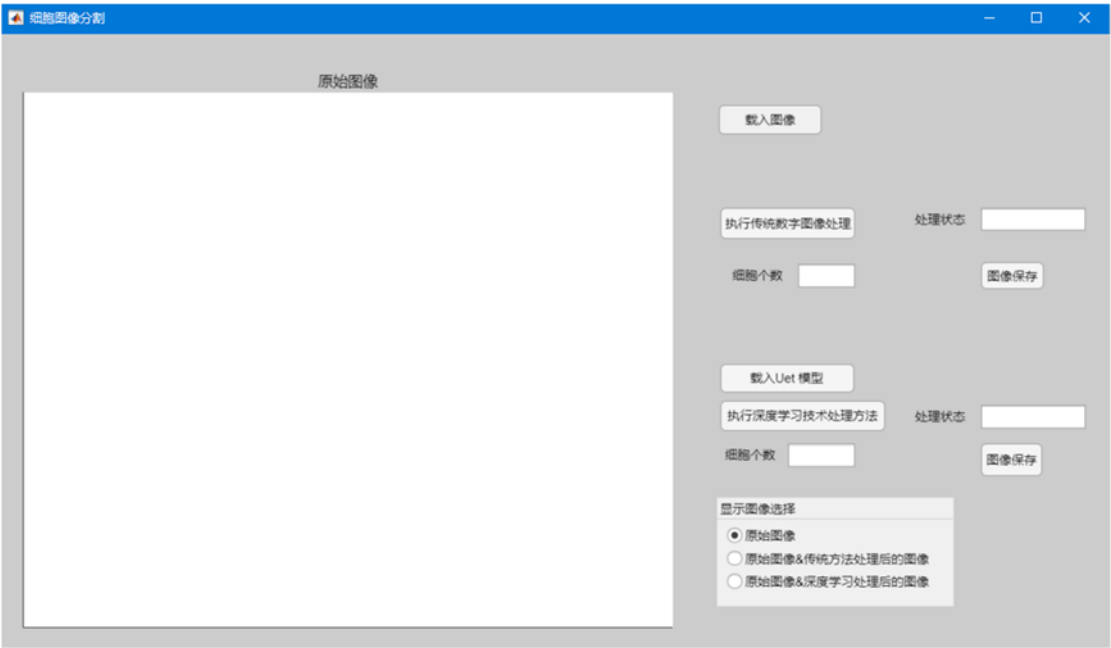 细胞图像分割
原始图像
载入图像
执行传统数字图像处理
处理状态
细胞个数
图像保存
载入Uet 模型
执行深度学习技术处理方法
处理状态
细胞个数
图像保存
显示图像选择
原始图像
原始图像&传统方法处理后的图像
原始图像&深度学习处理后的图像